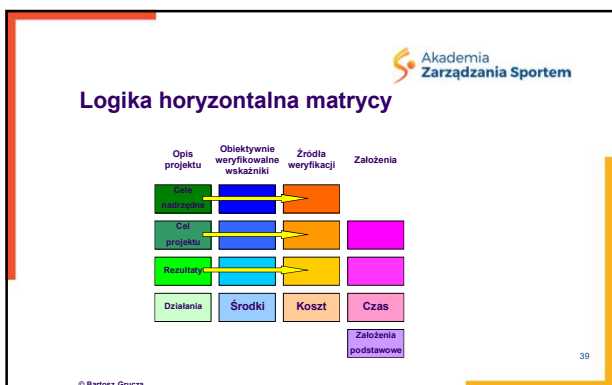 Akademia
Zarządzania Sportem
Logika horyzontalna matrycy
Opis
projektu
Obiektywnie
weryfikowalne
wskaźniki
Źródła
weryfikacji
Założenia
Cele
nadrzędne
Cel
projektu
Rezultaty
Działania
Środki
Koszt
Czas
Założenia
podstawowe
39
© Bartosz Grucza